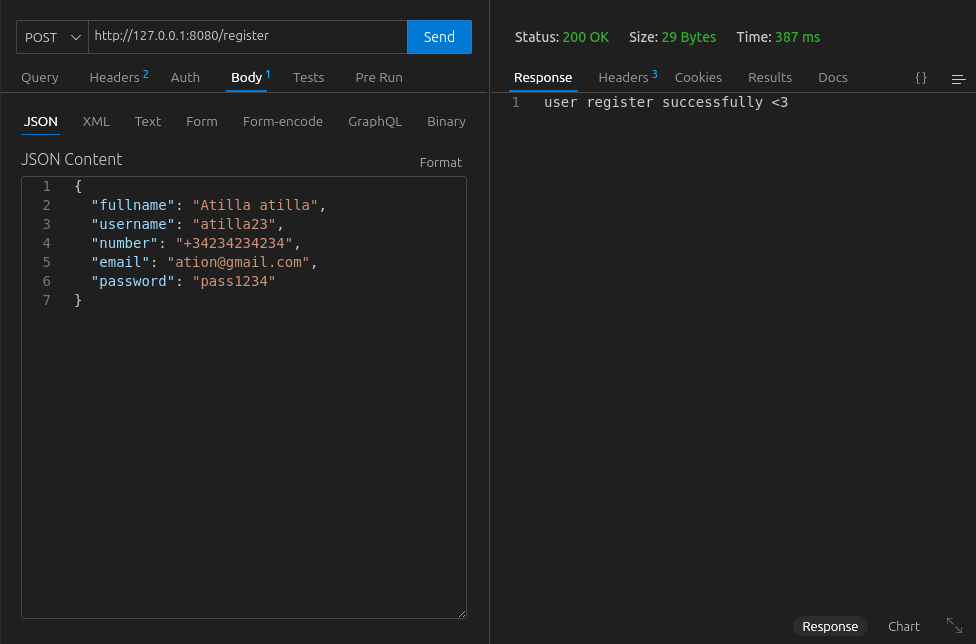 POST http://127.0.0.1:8080/register Send
Query Headers 2 Auth Body 1 Tests Pre Run
JSON XML Text Form Form-encode GraphQL Binary
JSON Content Format
1 {
2 "fullname": "Atilla atilla",
3 "username": "atilla23",
4 "number": "+34234234234",
5 "email": "ation@gmail.com",
6 "password": "pass1234"
7 }
Status: 200 OK Size: 29 Bytes Time: 387 ms
Response Headers 3 Cookies Results Docs {}
1 user register successfully <3
Response Chart